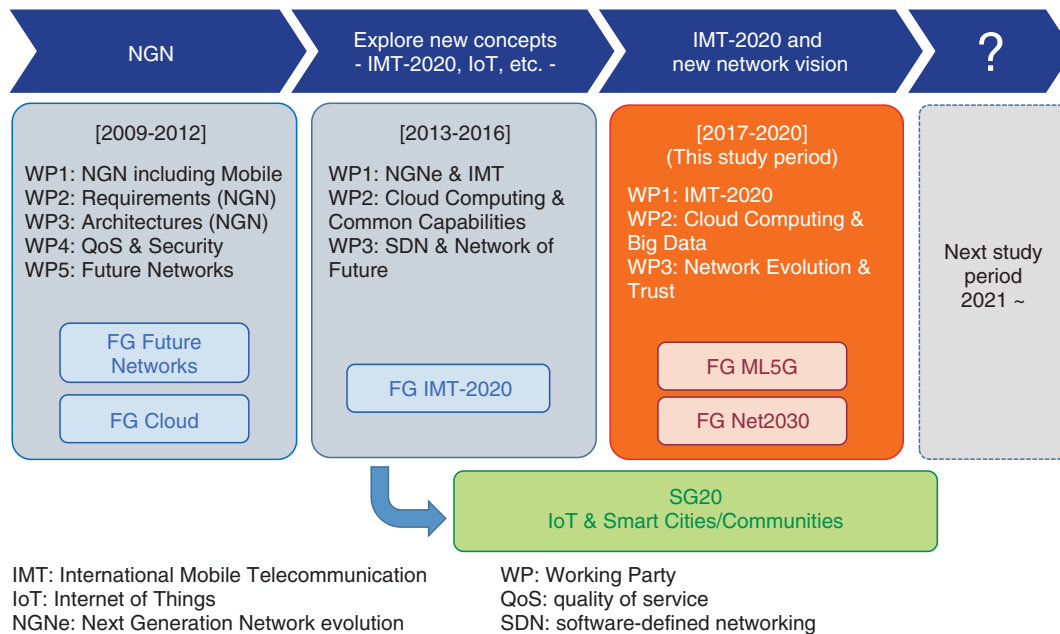 NGN
Explore new concepts
- IMT-2020, IoT, etc. -
IMT-2020 and
new network vision
?
[2009-2012]
WP1: NGN including Mobile
WP2: Requirements (NGN)
WP3: Architectures (NGN)
WP4: QoS & Security
WP5: Future Networks
FG Future
Networks
FG Cloud
[2013-2016]
WP1: NGNe & IMT
WP2: Cloud Computing &
Common Capabilities
WP3: SDN & Network of
Future
FG IMT-2020
[2017-2020]
(This study period)
WP1: IMT-2020
WP2: Cloud Computing &
Big Data
WP3: Network Evolution &
Trust
FG ML5G
FG Net2030
Next study
period
2021 ~
SG20
IoT & Smart Cities/Communities
IMT: International Mobile Telecommunication
IoT: Internet of Things
NGNe: Next Generation Network evolution
WP: Working Party
QoS: quality of service
SDN: software-defined networking